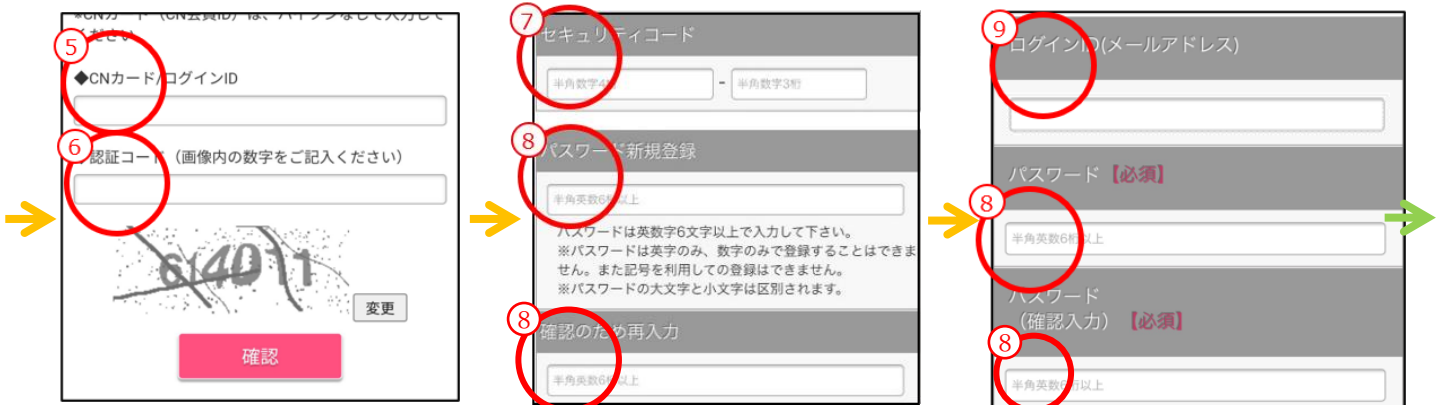 ※CNカード（CN会員ID）は、ハイフンなしで入力して
ください
⑤
◆CNカード/ログインID
⑥
認証コード（画像内の数字をご記入ください）
変更
確認
⑦
セキュリティコード
半角数字4桁 - 半角数字3桁
⑧
パスワード新規登録
半角英数6桁以上
パスワードは英数字6文字以上で入力して下さい。
※パスワードは英字のみ、数字のみで登録することはできま
せん。また記号を利用しての登録はできません。
※パスワードの大文字と小文字は区別されます。
⑧
確認のため再入力
半角英数6桁以上
⑨
ログインID(メールアドレス)
パスワード【必須】
⑧
半角英数6桁以上
パスワード
（確認入力）【必須】
⑧
半角英数6桁以上